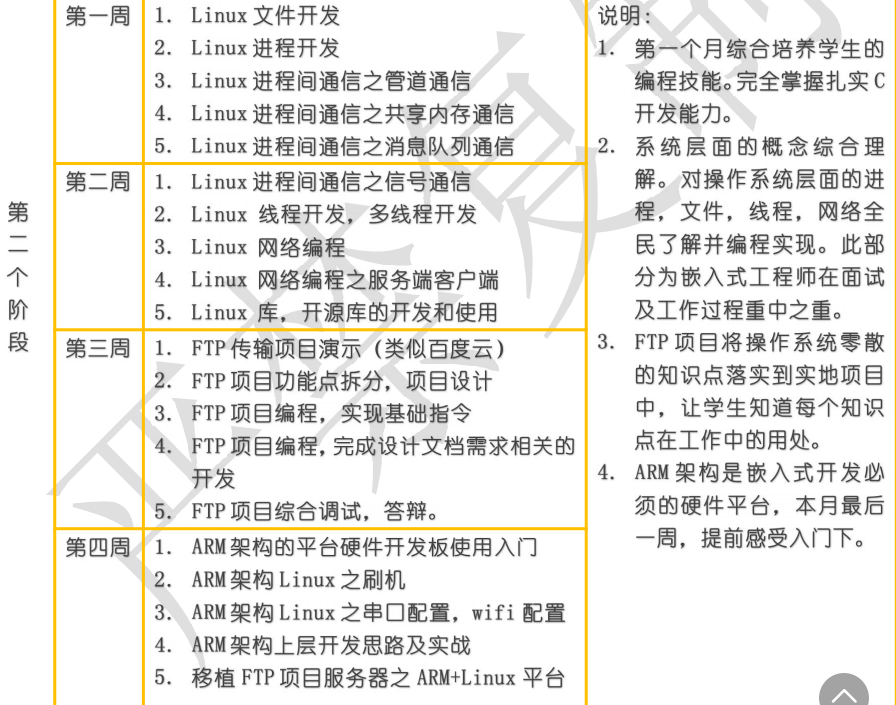 第二个阶段
第一周
1. Linux 文件开发
2. Linux 进程开发
3. Linux 进程间通信之管道通信
4. Linux 进程间通信之共享内存通信
5. Linux 进程间通信之消息队列通信
第二周
1. Linux 进程间通信之信号通信
2. Linux 线程开发，多线程开发
3. Linux 网络编程
4. Linux 网络编程之服务端客户端
5. Linux 库，开源库的开发和使用
第三周
1. FTP 传输项目演示（类似百度云）
2. FTP 项目功能点拆分，项目设计
3. FTP 项目编程，实现基础指令
4. FTP 项目编程，完成设计文档需求相关的
开发
5. FTP 项目综合调试，答辩。
第四周
1. ARM 架构的平台硬件开发板使用入门
2. ARM 架构 Linux 之刷机
3. ARM 架构 Linux 之串口配置，wifi 配置
4. ARM 架构上层开发思路及实战
5. 移植 FTP 项目服务器之 ARM+Linux 平台
说明：
1. 第一个月综合培养学生的
编程技能。完全掌握扎实 C
开发能力。
2. 系统层面的概念综合理
解。对操作系统层面的进
程，文件，线程，网络全
民了解并编程实现。此部
分为嵌入式工程师在面试
及工作过程重中之重。
3. FTP 项目将操作系统零散
的知识点落实到实地项目
中，让学生知道每个知识
点在工作中的用处。
4. ARM 架构是嵌入式开发必
须的硬件平台，本月最后
一周，提前感受入门下。
严禁复制